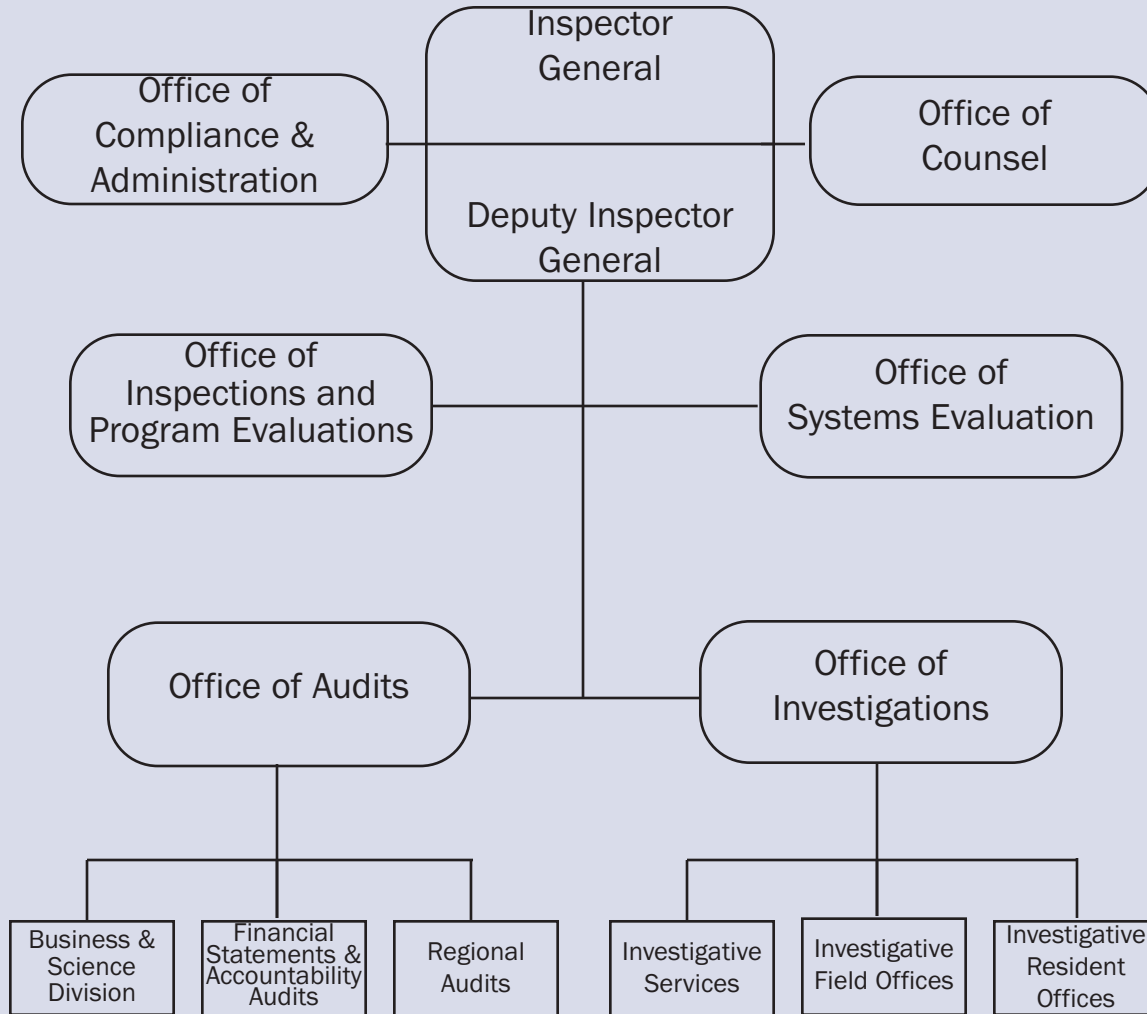 Inspector
General
Office of
Compliance &
Administration
Office of
Counsel
Deputy Inspector
General
Office of
Inspections and
Program Evaluations
Office of
Systems Evaluation
Office of Audits
Office of
Investigations
Business &
Science
Division
Financial
Statements &
Accountability
Audits
Regional
Audits
Investigative
Services
Investigative
Field Offices
Investigative
Resident
Offices